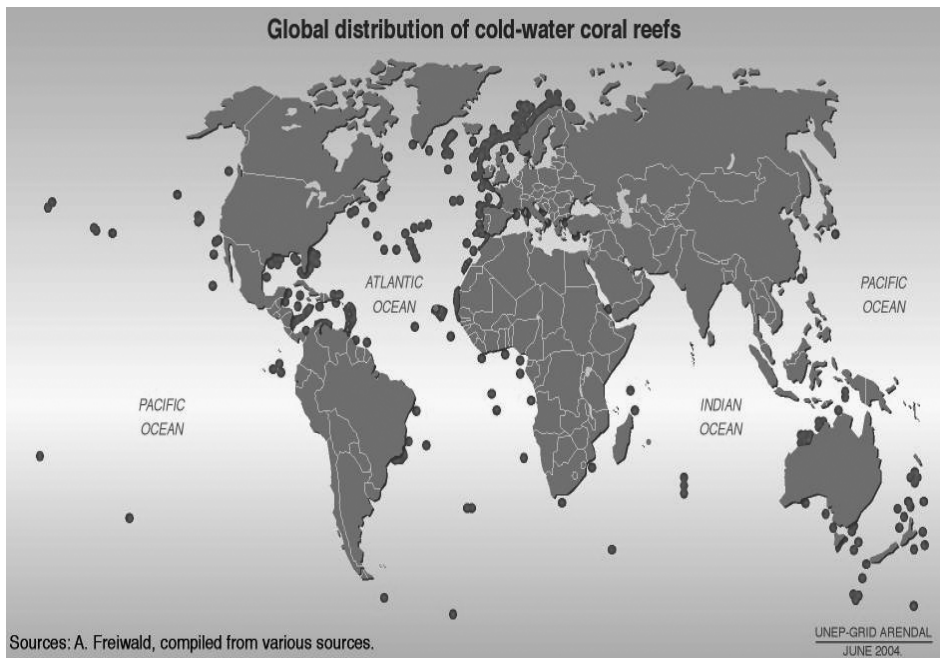 Global distribution of cold-water coral reefs
ATLANTIC
OCEAN
PACIFIC
OCEAN
PACIFIC
OCEAN
INDIAN
OCEAN
Sources: A. Freiwald, compiled from various sources.
UNEP-GRID ARENDAL
JUNE 2004.